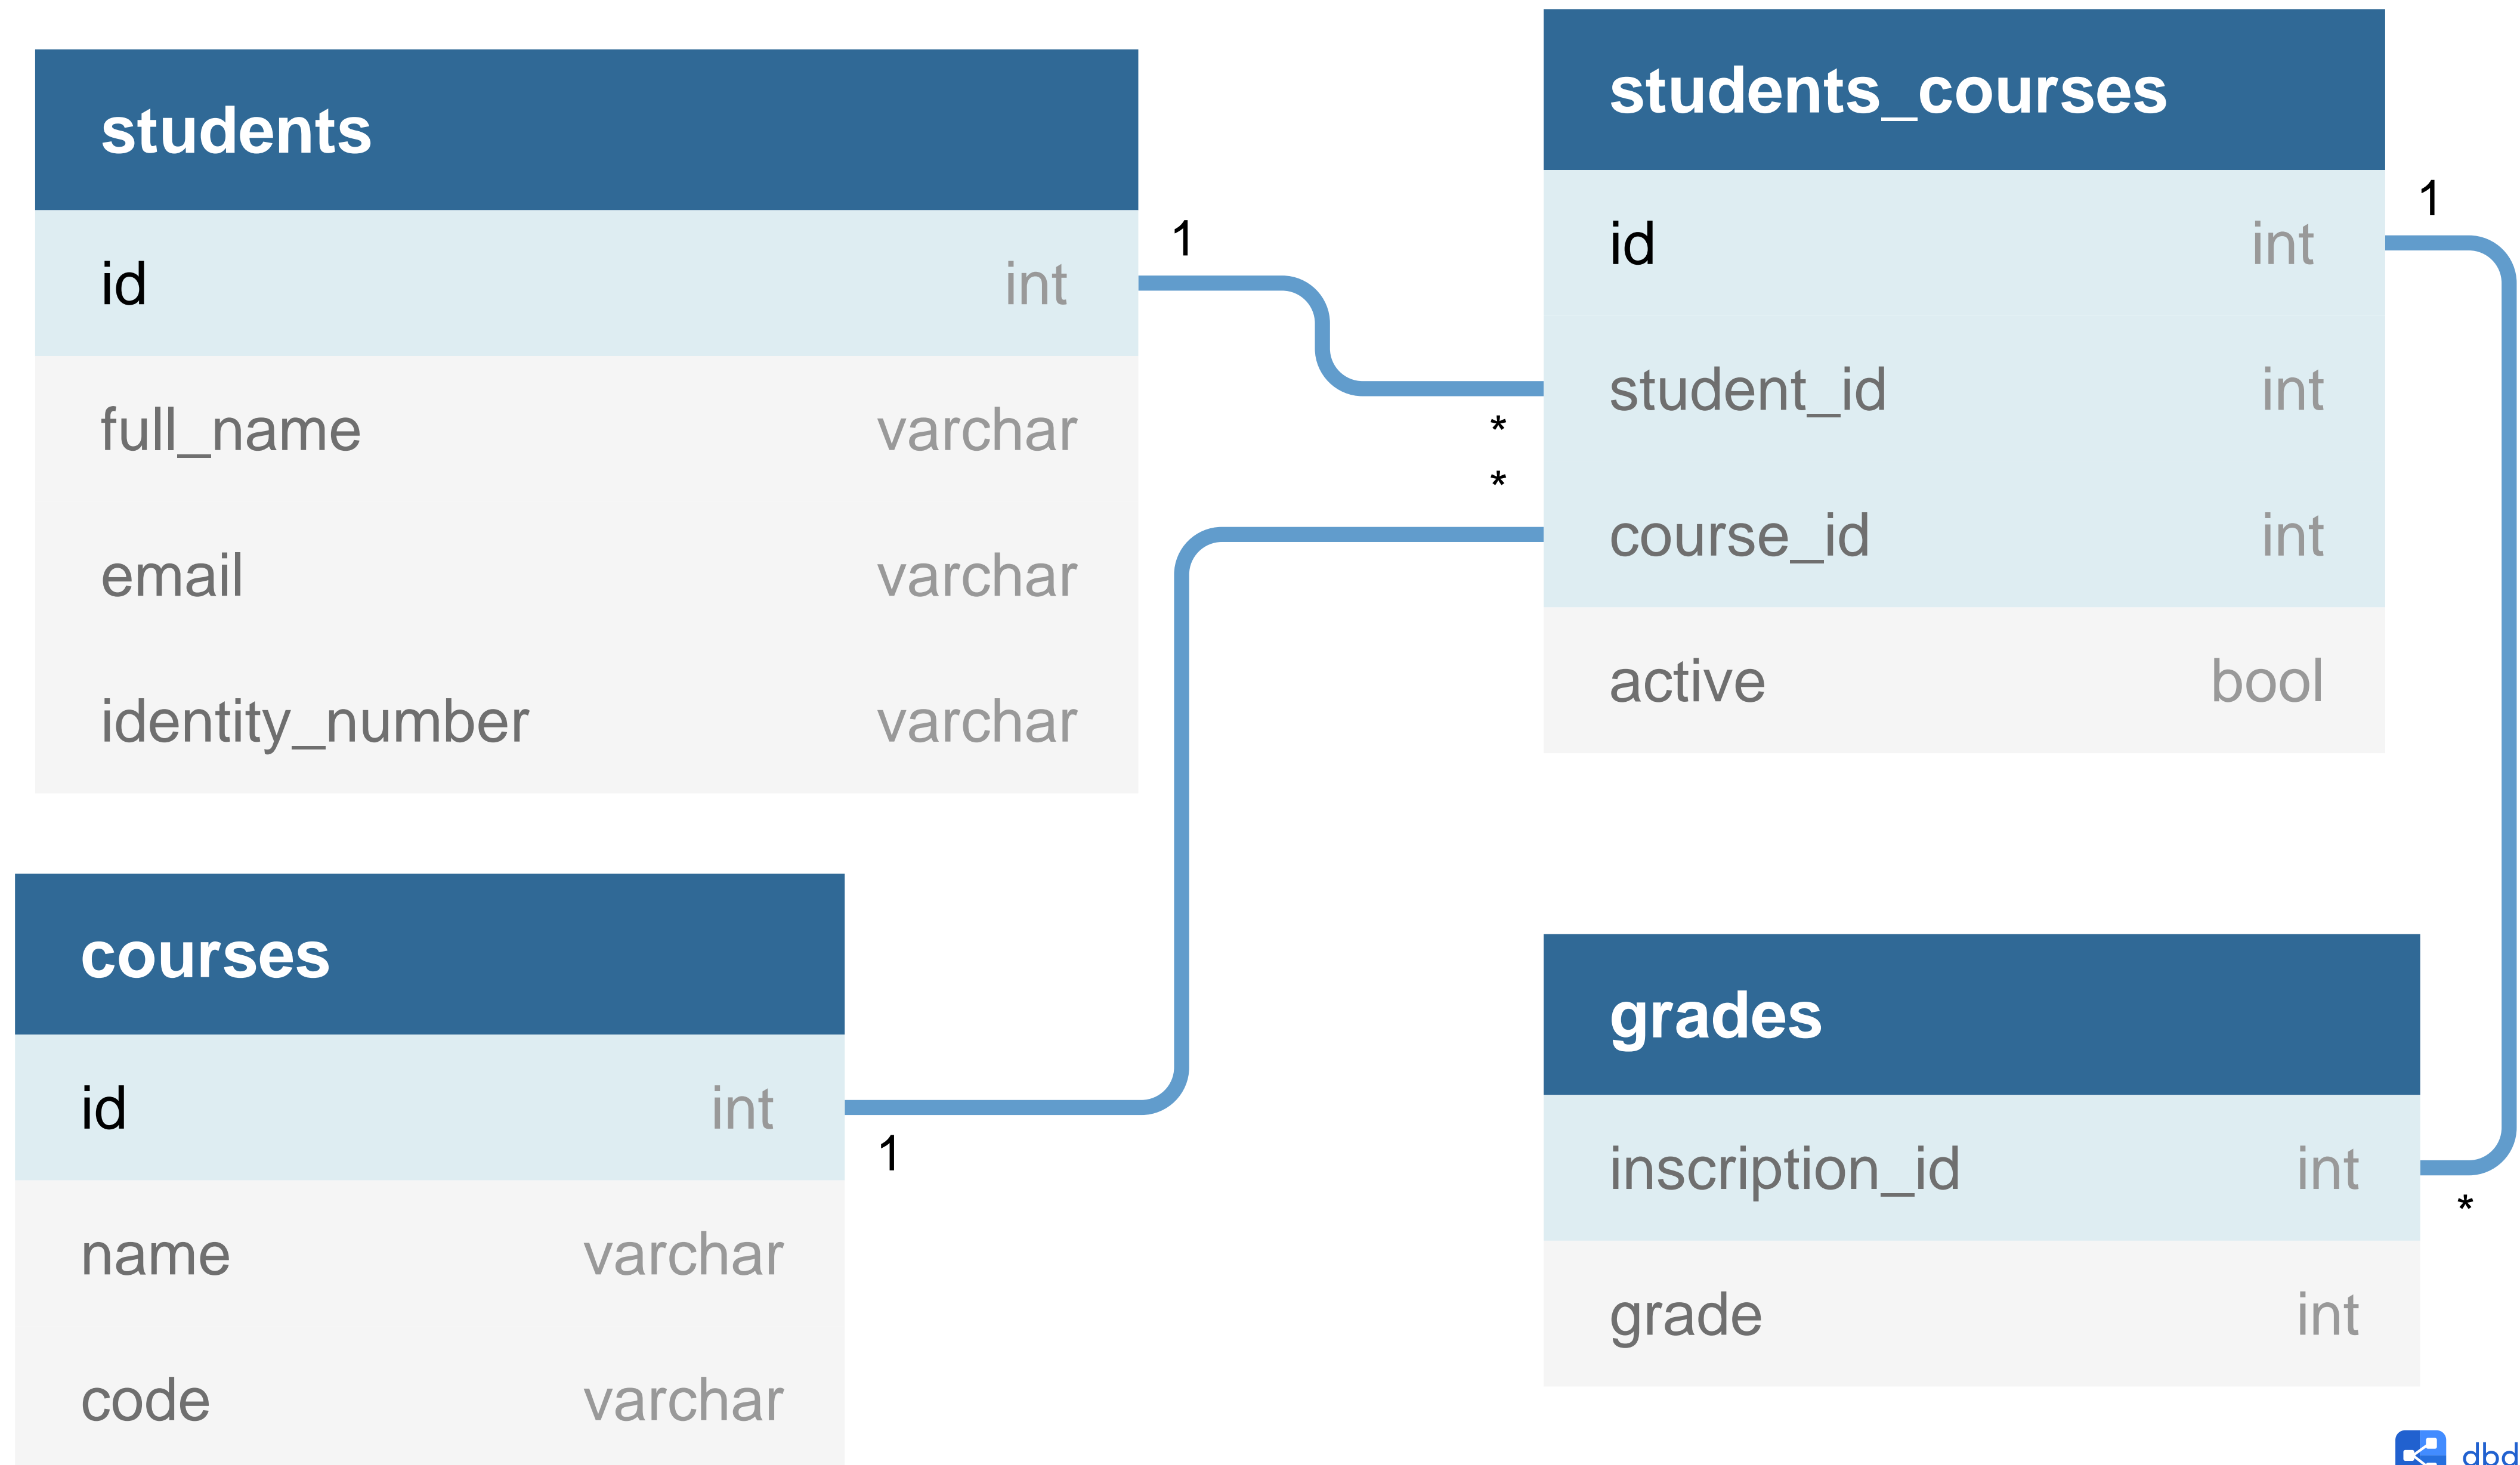 students
id int
full_name varchar
email varchar
identity_number varchar
1
*
students_courses
id int
student_id int
course_id int
active bool
1
*
courses
id int
name varchar
code varchar
1
*
grades
inscription_id int
grade int
dbd